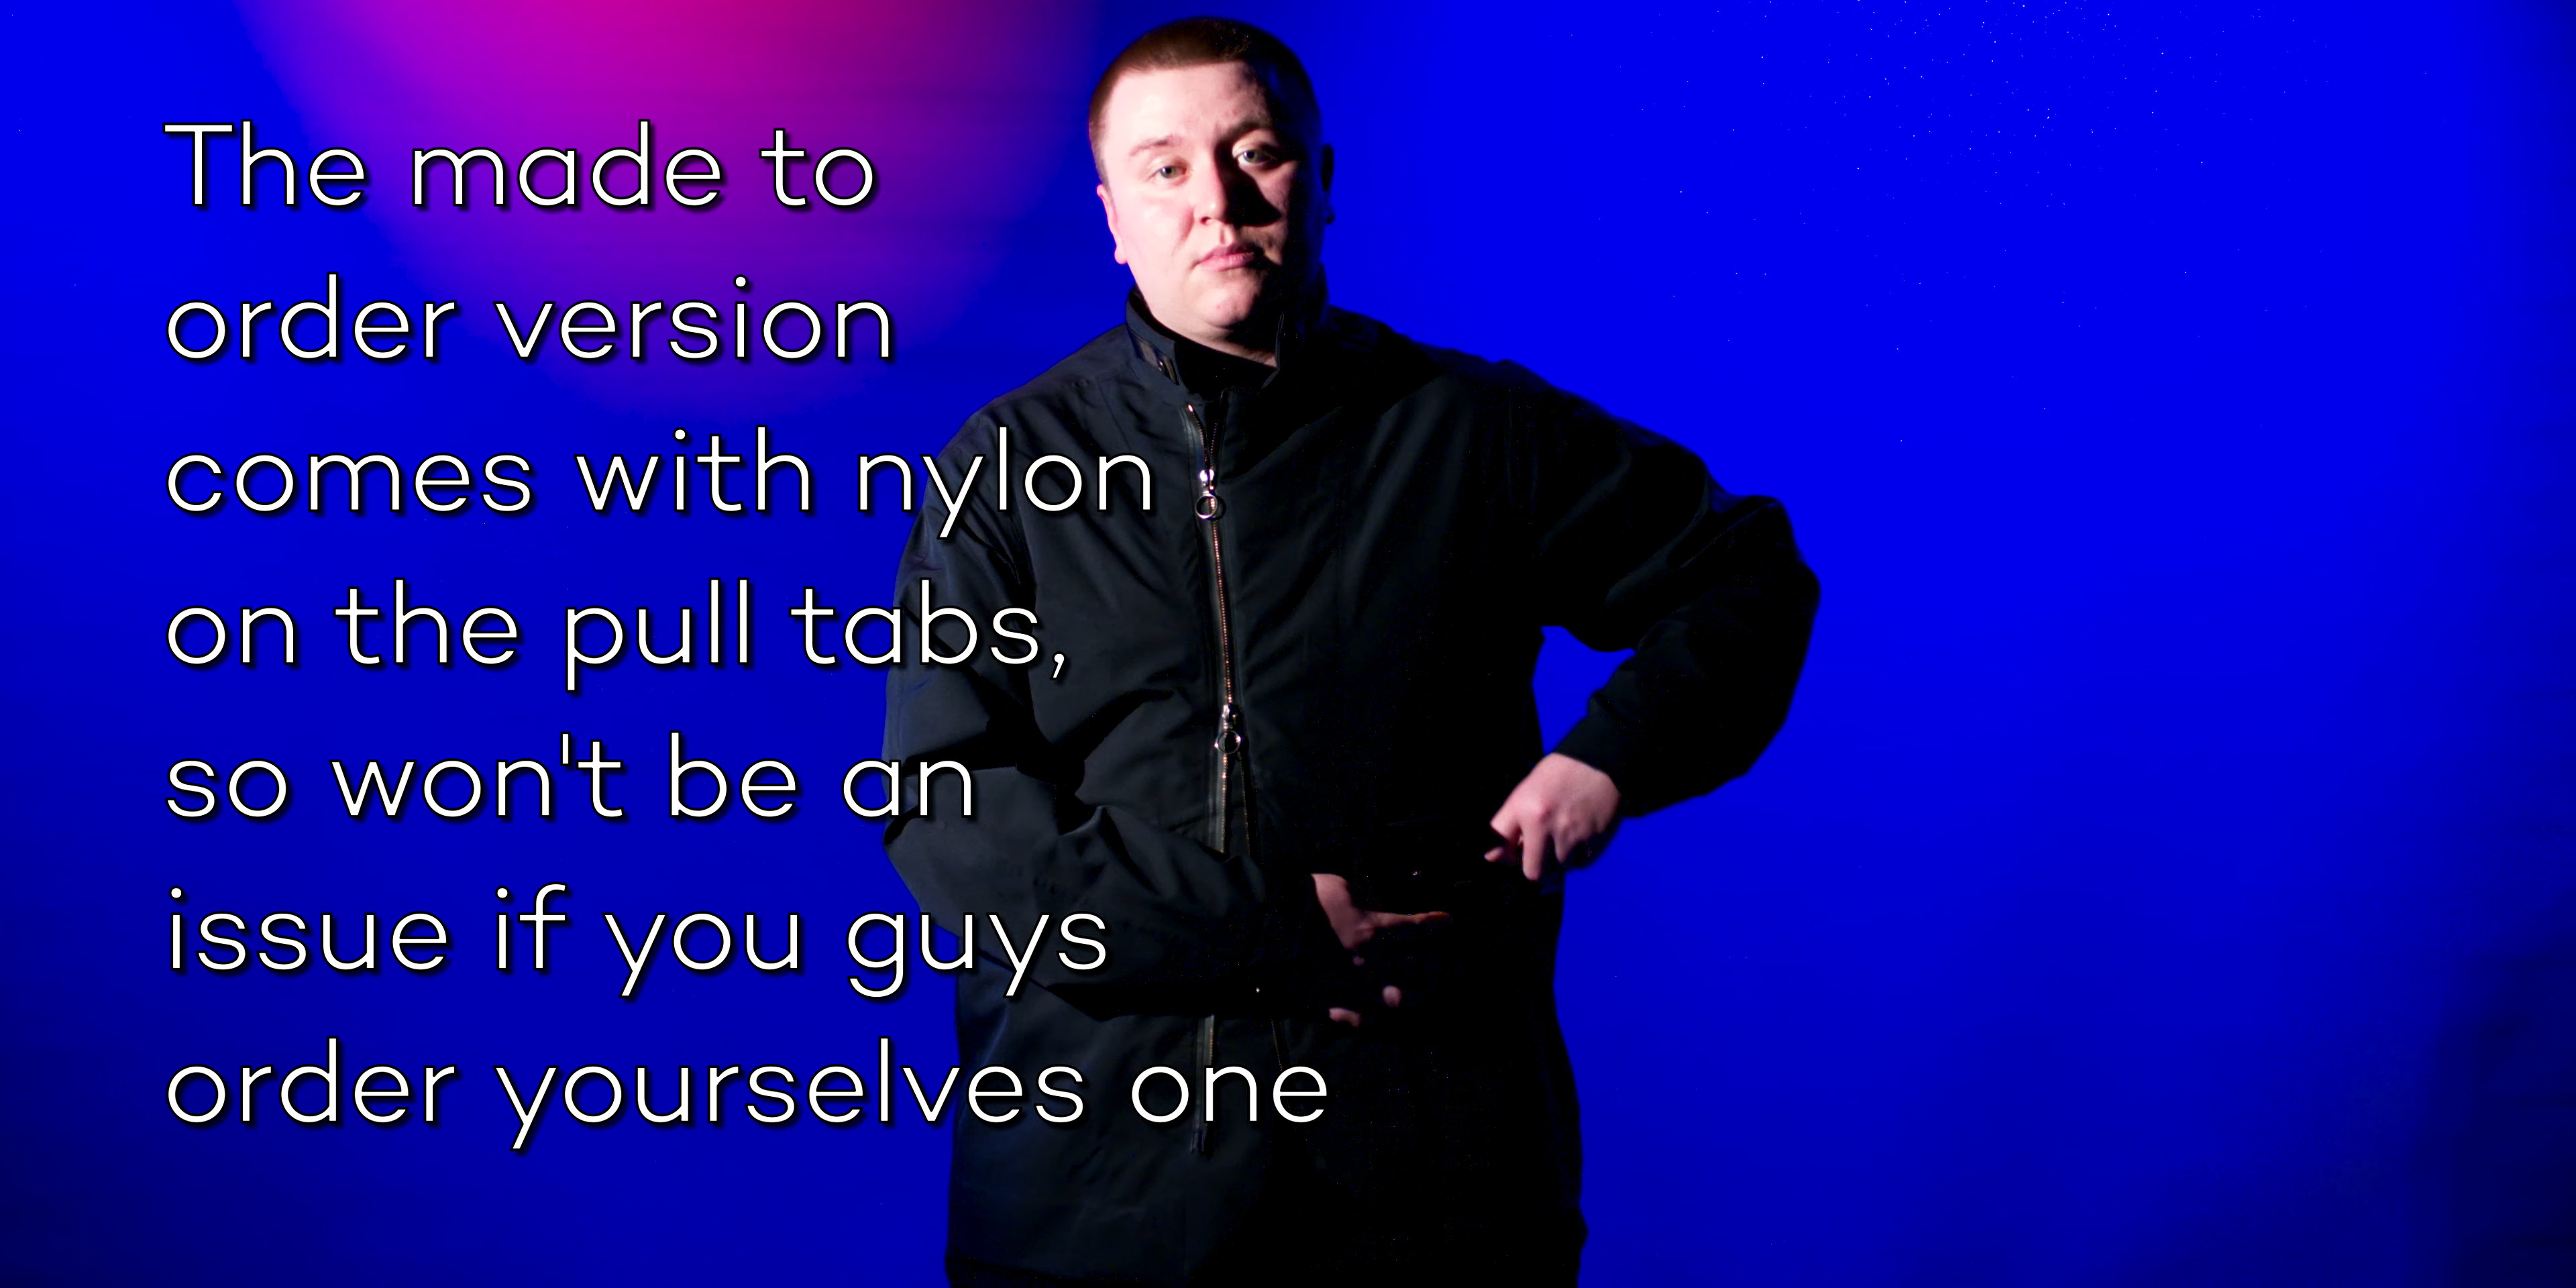 The made to
order version
comes with nylon
on the pull tabs,
so won't be an
issue if you guys
order yourselves one